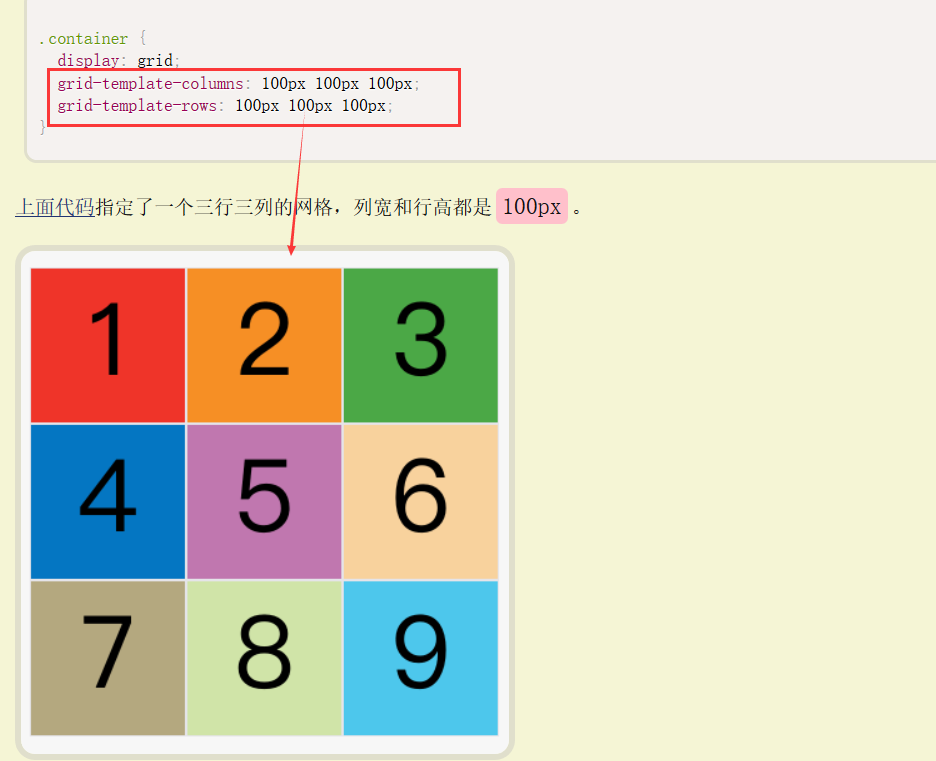 .container {
display: grid;
grid-template-columns: 100px 100px 100px;
grid-template-rows: 100px 100px 100px;
}
上面代码指定了一个三行三列的网格，列宽和行高都是 100px 。
1 2 3
4 5 6
7 8 9